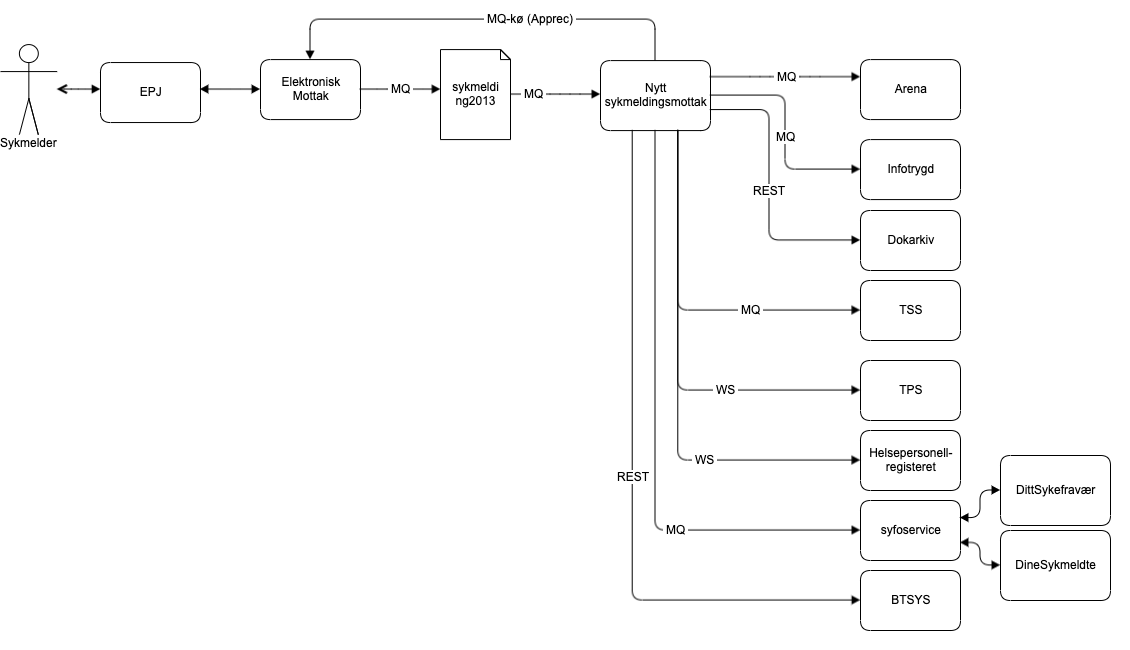 MQ-kø (Apprec)
Sykmelder
EPJ
Elektronisk
Mottak
MQ
sykmeldi
ng2013
MQ
Nytt
sykmeldingsmottak
MQ
Arena
MQ
Infotrygd
REST
Dokarkiv
MQ
TSS
WS
TPS
WS
Helsepersonell-
registeret
REST
MQ
syfoservice
DittSykefravær
DineSykmeldte
BTSYS